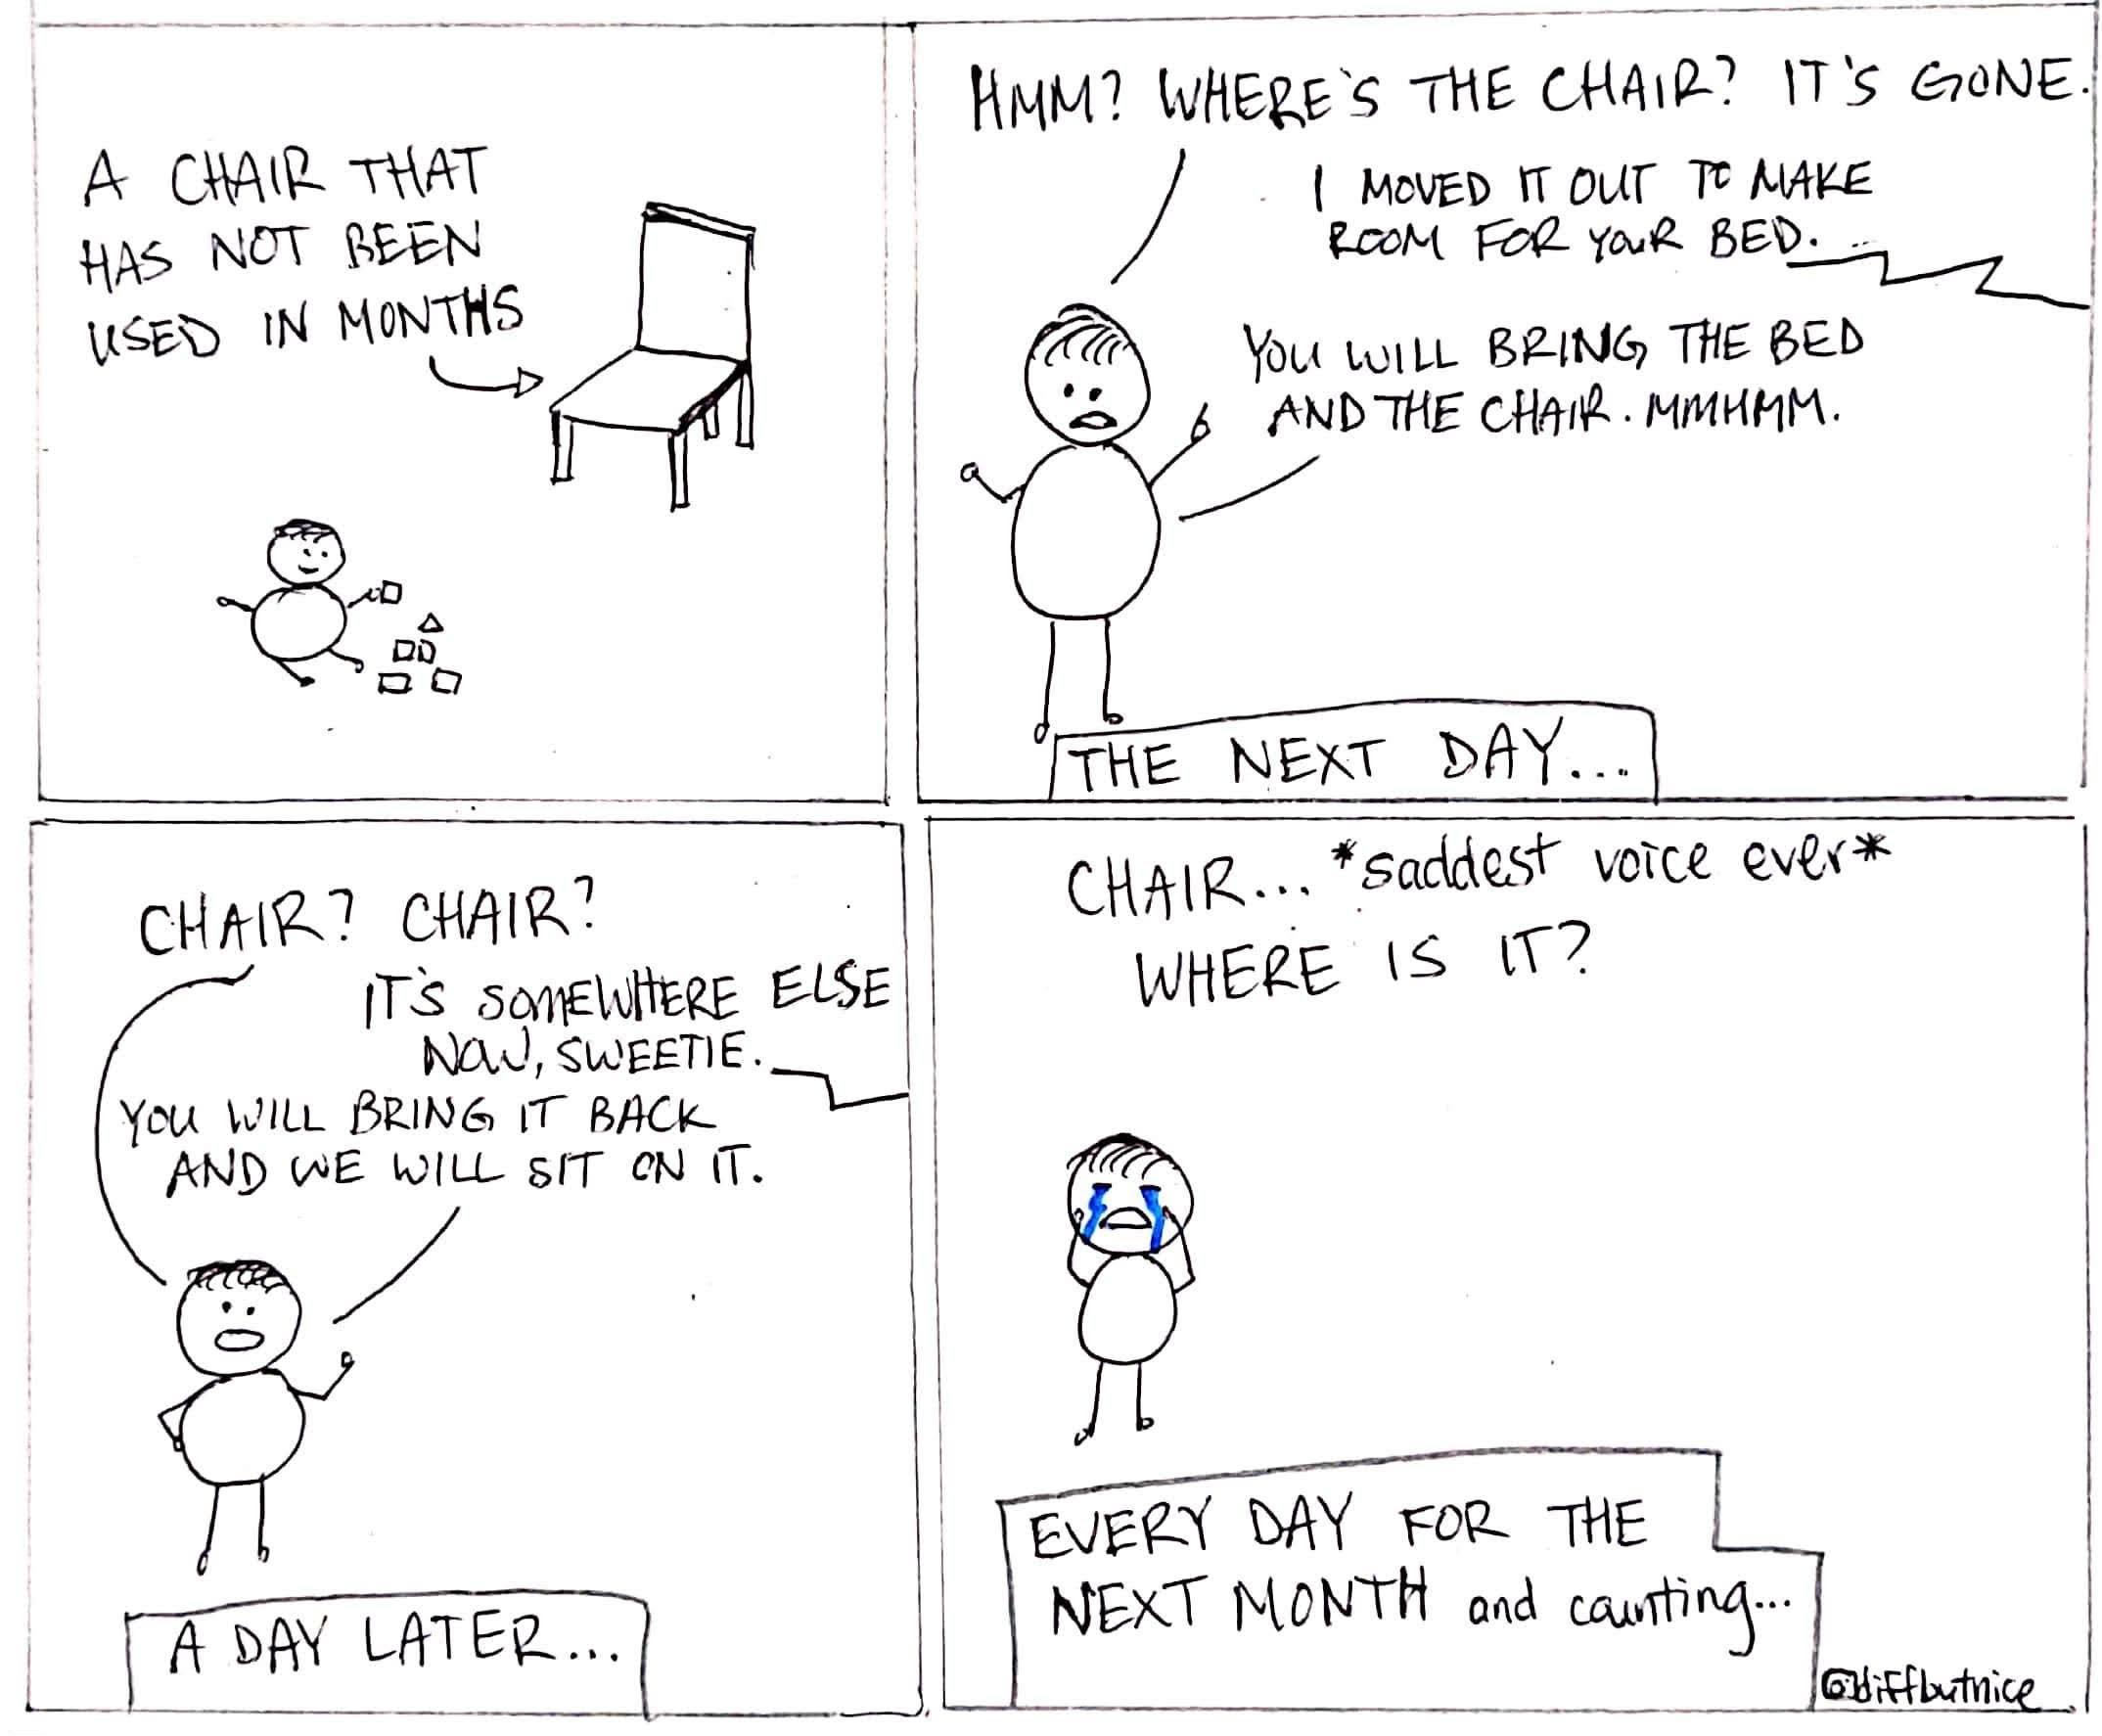 A CHAIR THAT
HAS NOT BEEN
USED IN MONTHS
HMM? WHERE'S THE CHAIR? IT'S GONE.
I MOVED IT OUT TO MAKE
ROOM FOR YOUR BED.
YOU WILL BRING THE BED
AND THE CHAIR. MMHMM.
THE NEXT DAY...
CHAIR? CHAIR?
IT'S SOMEWHERE ELSE
NOW, SWEETIE.
YOU WILL BRING IT BACK
AND WE WILL SIT ON IT.
A DAY LATER...
CHAIR... *saddest voice ever*
WHERE IS IT?
EVERY DAY FOR THE
NEXT MONTH and counting...
@diffbutnice